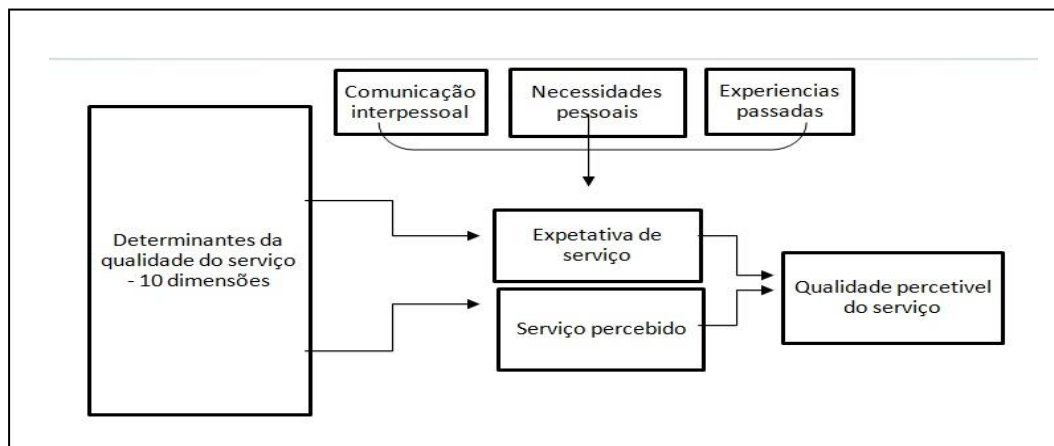 Comunicação
interpessoal
Necessidades
pessoais
Experiencias
passadas
Determinantes da
qualidade do serviço
- 10 dimensões
Expetativa de
serviço
Serviço percebido
Qualidade percetivel
do serviço